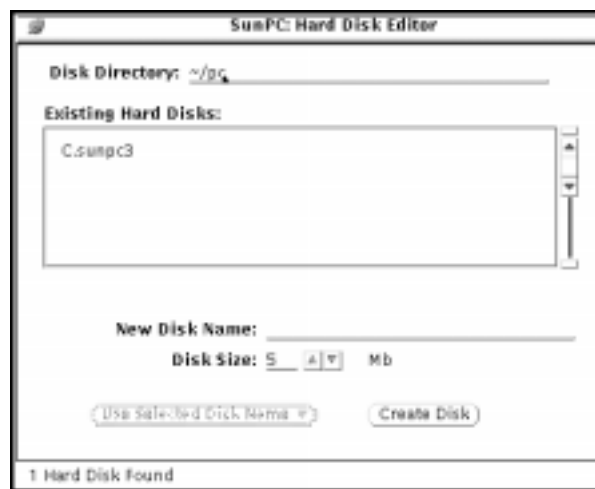 SunPC: Hard Disk Editor
Disk Directory: ~/pc
Existing Hard Disks:
C.sunpc3
New Disk Name:
Disk Size: 5 Mb
Use Selected Disk Name
Create Disk
1 Hard Disk Found